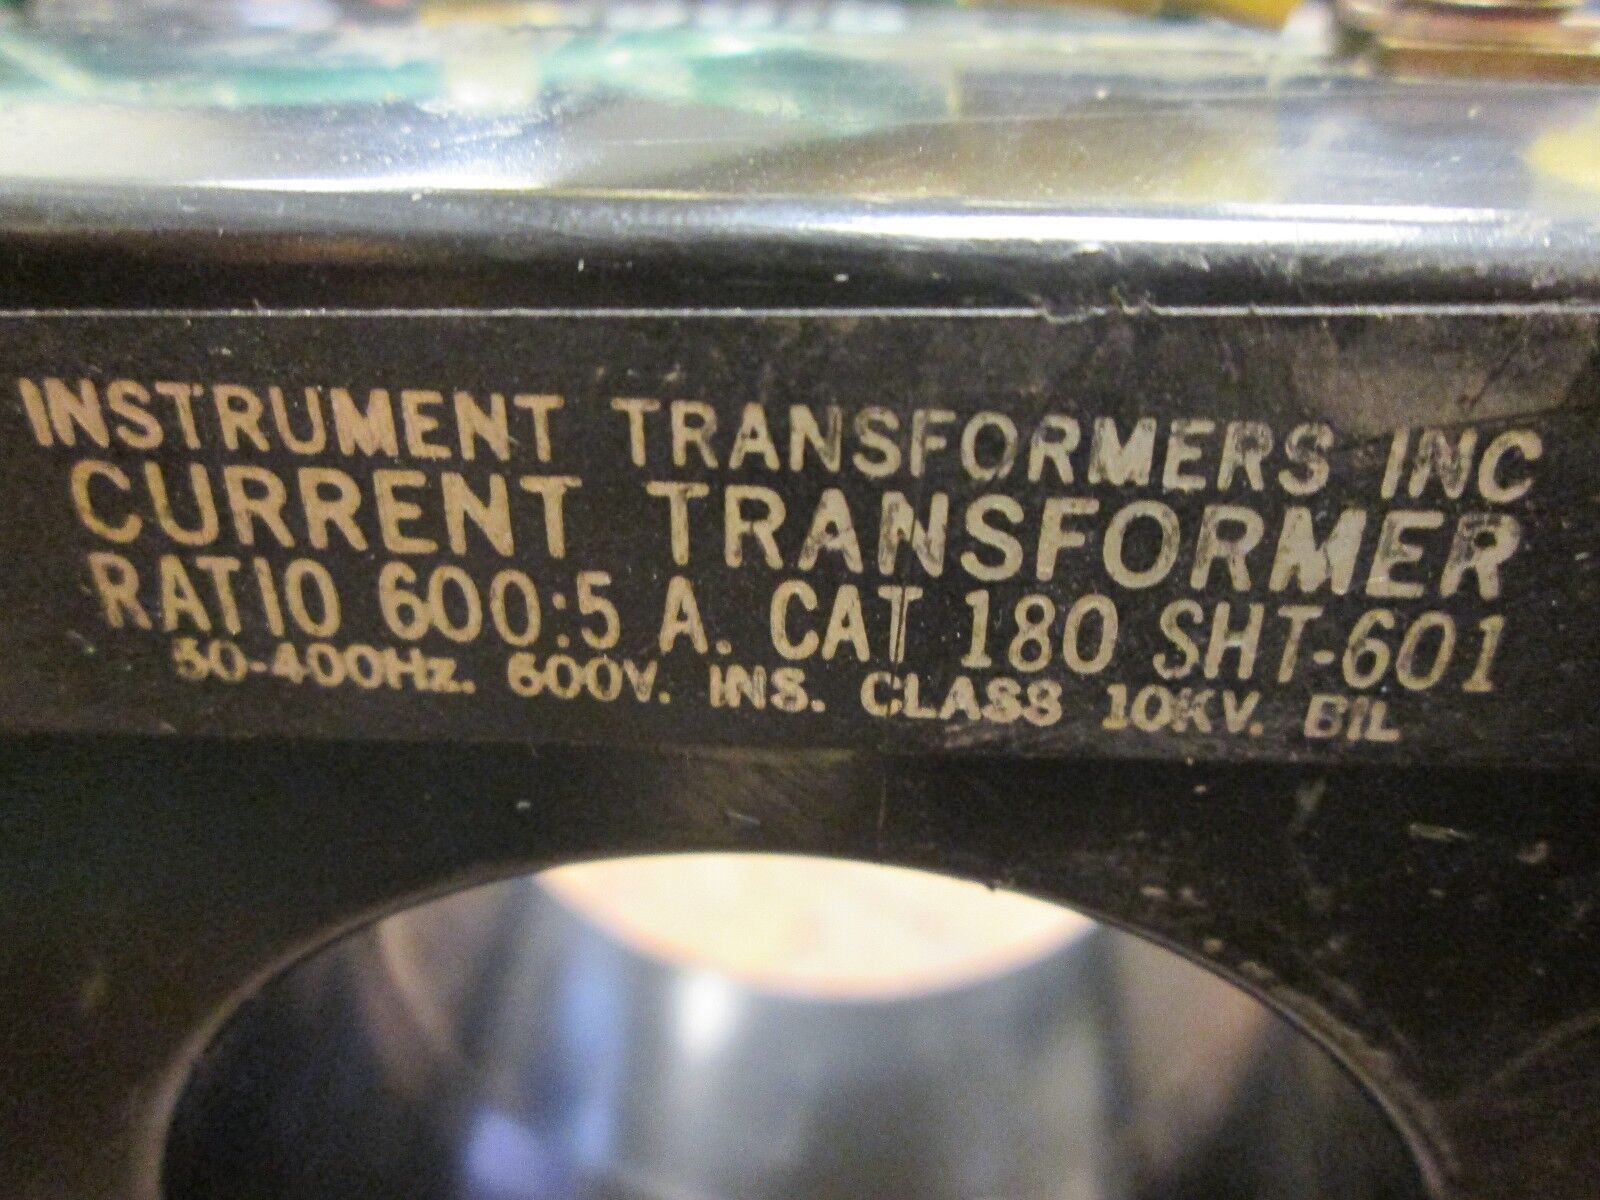 INSTRUMENT TRANSFORMERS INC
CURRENT TRANSFORMER
RATIO 600:5 A. CAT 180 SHT-601
50-400Hz. 600V. INS. CLASS 10KV. BIL